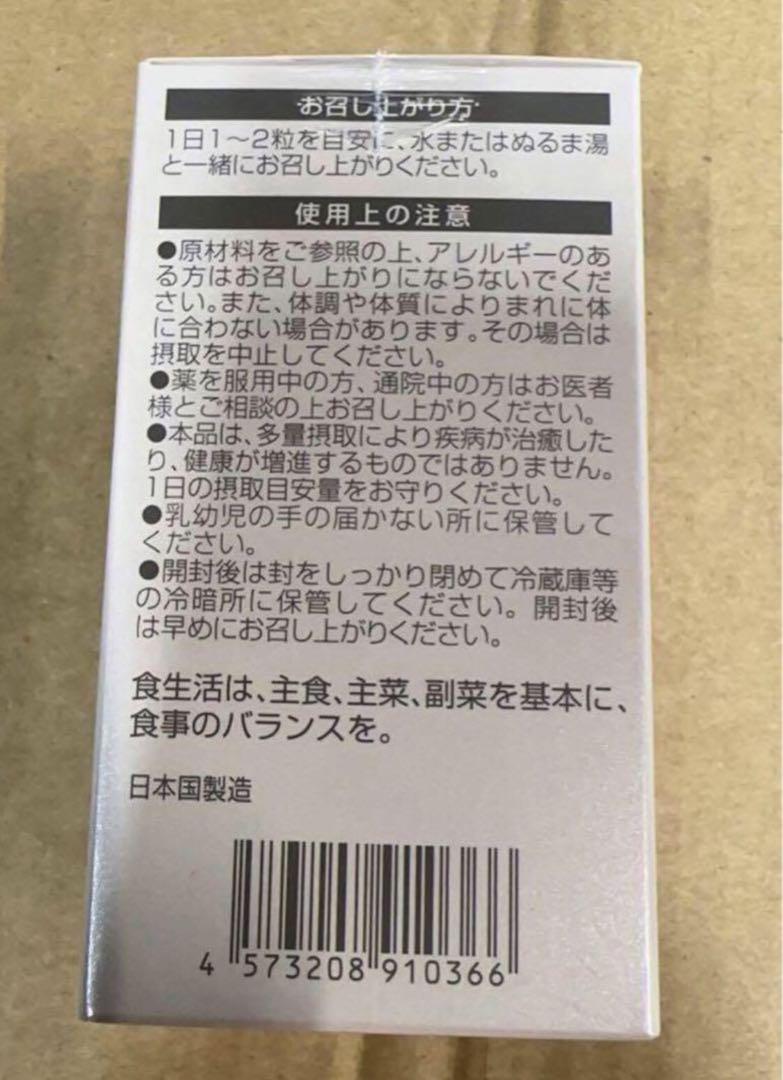 お召し上がり方
1日1～2粒を目安に、水またはぬるま湯
と一緒にお召し上がりください。
使用上の注意
●原材料をご参照の上、アレルギーのあ
る方はお召し上がりにならないでくだ
さい。また、体調や体質によりまれに体
に合わない場合があります。その場合は
摂取を中止してください。
●薬を服用中の方、通院中の方はお医者
様とご相談の上お召し上がりください。
●本品は、多量摂取により疾病が治癒した
り、健康が増進するものではありません。
1日の摂取目安量をお守りください。
●乳幼児の手の届かない所に保管して
ください。
●開封後は封をしっかり閉めて冷蔵庫等
の冷暗所に保管してください。開封後
は早めにお召し上がりください。
食生活は、主食、主菜、副菜を基本に、
食事のバランスを。
日本国製造
4 573208 910366